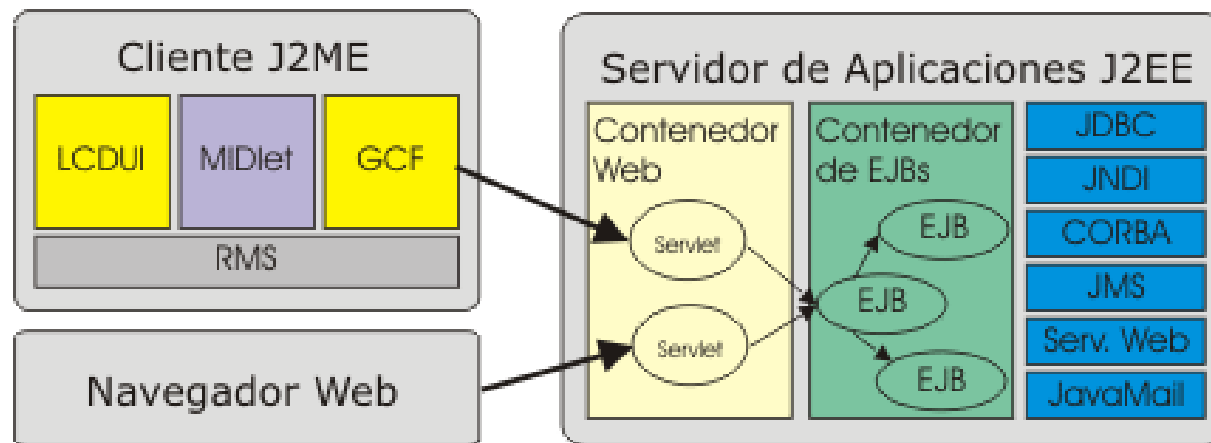 Cliente J2ME
LCDUI
MIDlet
GCF
RMS
Navegador Web
Servidor de Aplicaciones J2EE
Contenedor
Web
Servlet
Servlet
Contenedor
de EJBs
EJB
EJB
EJB
JDBC
JNDI
CORBA
JMS
Serv. Web
JavaMail